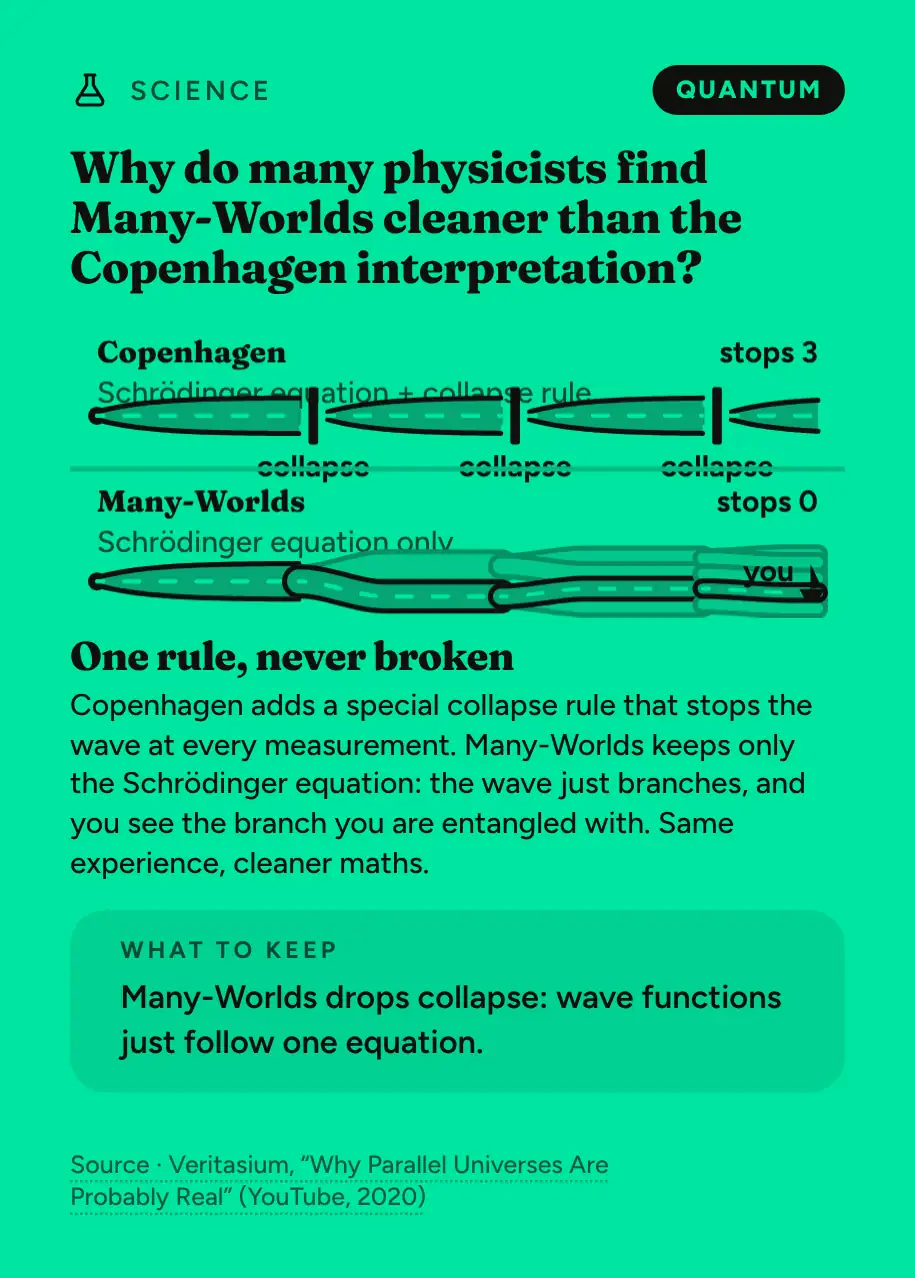 SCIENCE
QUANTUM
Why do many physicists find
Many-Worlds cleaner than the
Copenhagen interpretation?
Copenhagen
stops 3
Schrödinger equation + collapse rule
collapse collapse collapse
Many-Worlds
stops 0
Schrödinger equation only
you
One rule, never broken
Copenhagen adds a special collapse rule that stops the
wave at every measurement. Many-Worlds keeps only
the Schrödinger equation: the wave just branches, and
you see the branch you are entangled with. Same
experience, cleaner maths.
WHAT TO KEEP
Many-Worlds drops collapse: wave functions
just follow one equation.
Source · Veritasium, “Why Parallel Universes Are
Probably Real” (YouTube, 2020)